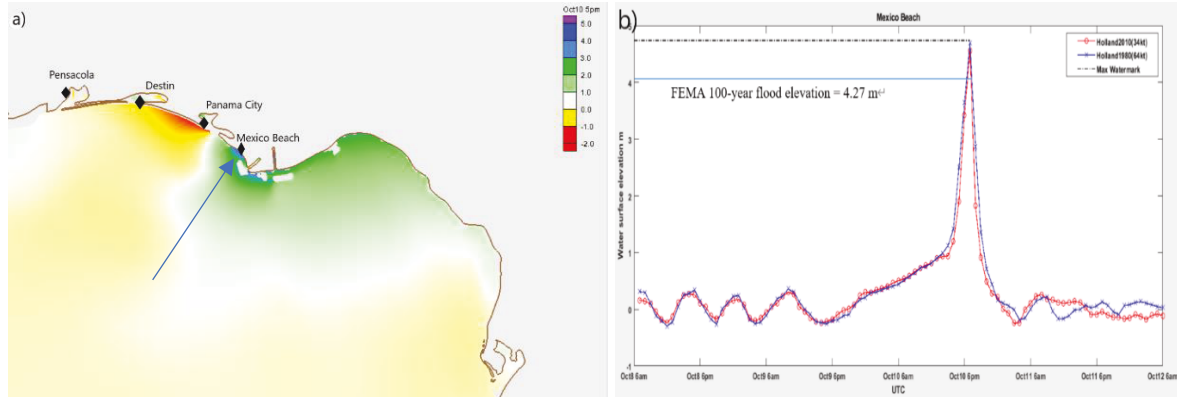 a)
Oct10 5pm
5.0
4.0
3.0
2.0
1.0
0.0
-1.0
-2.0
Pensacola
Destin
Panama City
Mexico Beach
b)
Mexico Beach
Holland2010(34kt)
Holland1980(64kt)
Max Watermark
FEMA 100-year flood elevation = 4.27 m↵
Water surface elevation m
5
4
3
2
1
0
-1
Oct8 6am
Oct8 6pm
Oct9 6am
Oct9 6pm
Oct10 6am
Oct10 6pm
Oct11 6am
Oct11 6pm
Oct12 6am
UTC